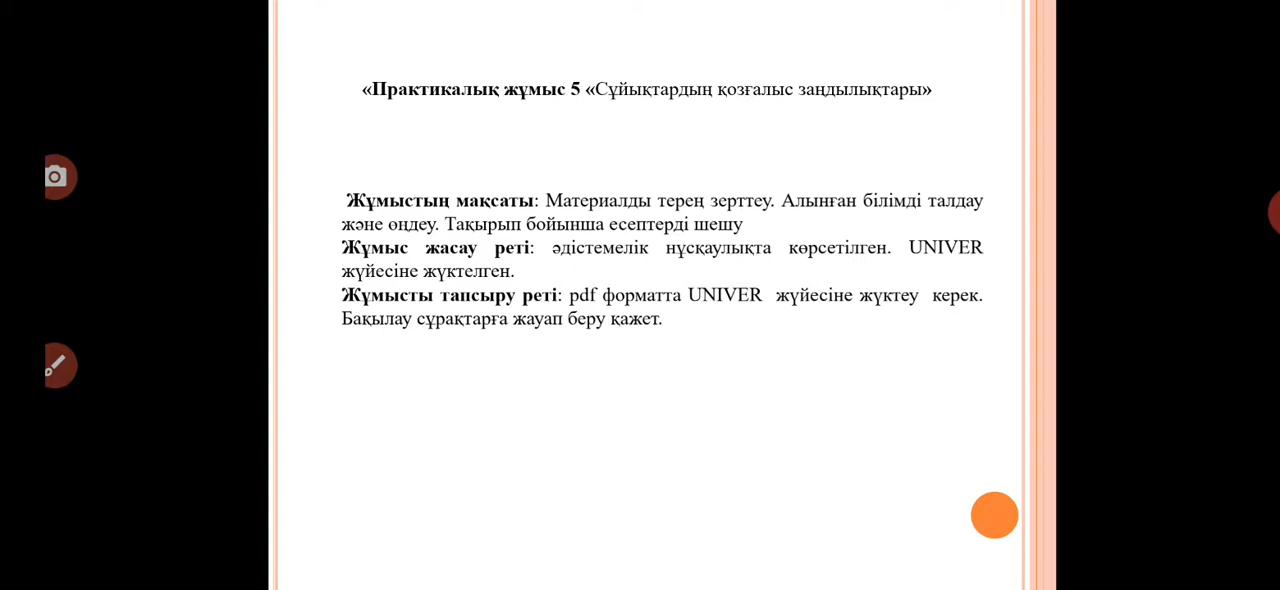 «Практикалық жұмыс 5 «Сұйықтардың қозғалыс заңдылықтары»
Жұмыстың мақсаты: Материалды терең зерттеу. Алынған білімді талдау
және өңдеу. Тақырып бойынша есептерді шешу
Жұмыс жасау реті: әдістемелік нұсқаулықта көрсетілген. UNIVER
жүйесіне жүктелген.
Жұмысты тапсыру реті: pdf форматта UNIVER жүйесіне жүктеу керек.
Бақылау сұрақтарға жауап беру қажет.